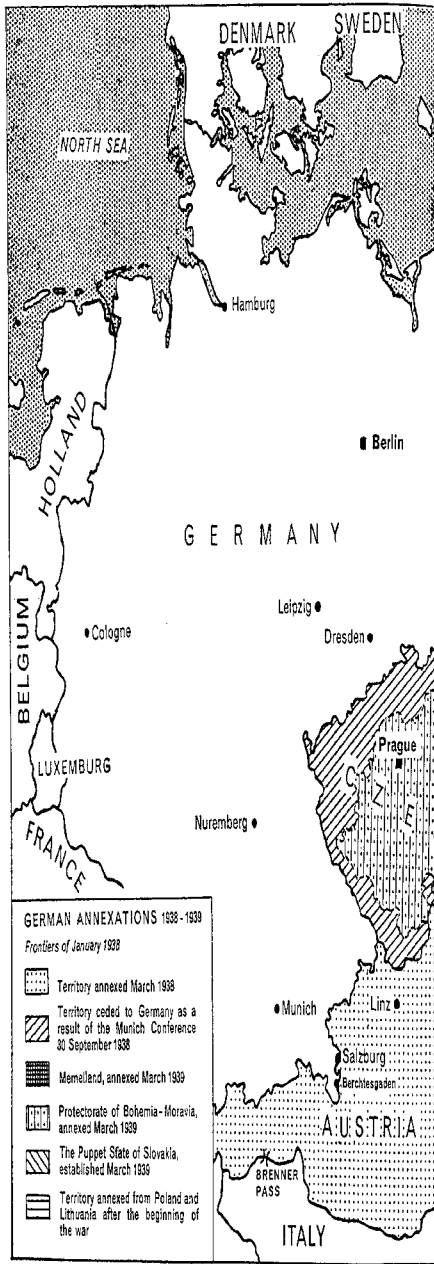 DENMARK
SWEDEN
NORTH SEA
Hamburg
HOLLAND
Berlin
GERMANY
Leipzig
Cologne
Dresden
BELGIUM
Prague
LUXEMBURG
CZE
Nuremberg
FRANCE
GERMAN ANNEXATIONS 1938-1939
Frontiers of January 1938
Territory annexed March 1938
Territory ceded to Germany as a
result of the Munich Conference
30 September 1938
Memelland, annexed March 1939
Protectorate of Bohemia-Moravia,
annexed March 1939
The Puppet State of Slovakia,
established March 1939
Territory annexed from Poland and
Lithuania after the beginning of
the war
Munich
Linz
Salzburg
Berchtesgaden
AUSTRIA
BRENNER
PASS
ITALY